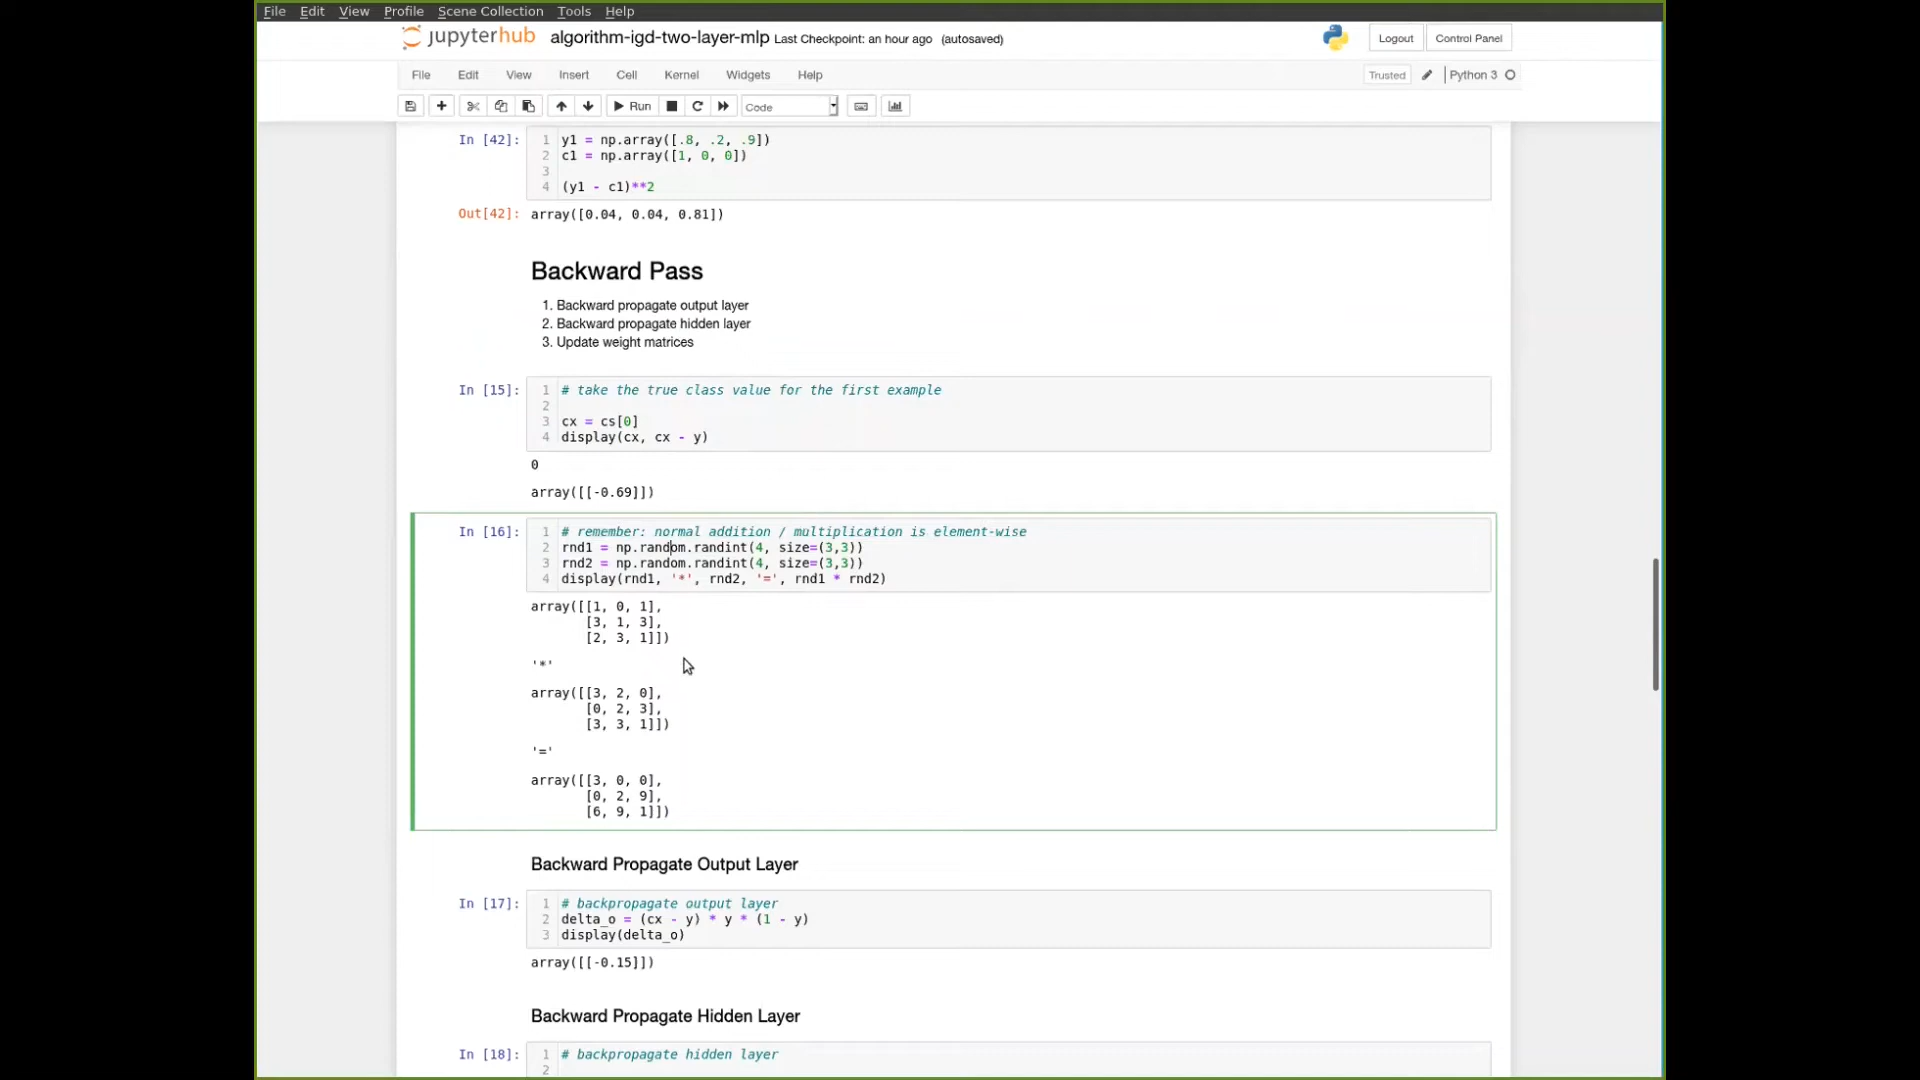 File Edit View Profile Scene Collection Tools Help
jupyterhub algorithm-igd-two-layer-mlp Last Checkpoint: an hour ago (autosaved) Logout Control Panel
File Edit View Insert Cell Kernel Widgets Help Trusted Python 3
Run Code
In [42]: 1 y1 = np.array([.8, .2, .9])
2 c1 = np.array([1, 0, 0])
3
4 (y1 - c1)**2
Out[42]: array([0.04, 0.04, 0.81])
Backward Pass
1. Backward propagate output layer
2. Backward propagate hidden layer
3. Update weight matrices
In [15]: 1 # take the true class value for the first example
2
3 cx = cs[0]
4 display(cx, cx - y)
0
array([[-0.69]])
In [16]: 1 # remember: normal addition / multiplication is element-wise
2 rnd1 = np.random.randint(4, size=(3,3))
3 rnd2 = np.random.randint(4, size=(3,3))
4 display(rnd1, '*', rnd2, '=', rnd1 * rnd2)
array([[1, 0, 1],
[3, 1, 3],
[2, 3, 1]])
'*'
array([[3, 2, 0],
[0, 2, 3],
[3, 3, 1]])
'='
array([[3, 0, 0],
[0, 2, 9],
[6, 9, 1]])
Backward Propagate Output Layer
In [17]: 1 # backpropagate output layer
2 delta_o = (cx - y) * y * (1 - y)
3 display(delta_o)
array([[-0.15]])
Backward Propagate Hidden Layer
In [18]: 1 # backpropagate hidden layer
2